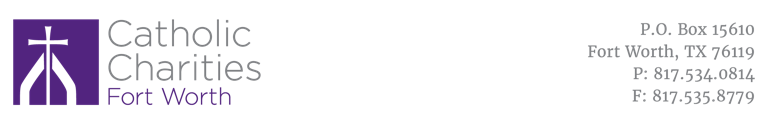 Catholic
Charities
Fort Worth
P.O. Box 15610
Fort Worth, TX 76119
P: 817.534.0814
F: 817.535.8779